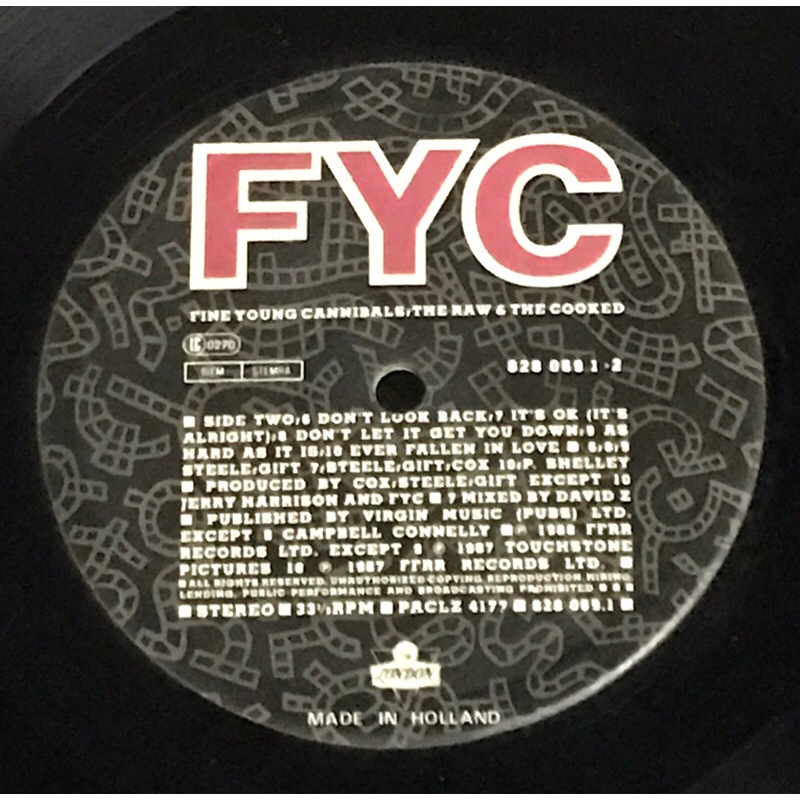 FYC
FINE YOUNG CANNIBALS/THE RAW & THE COOKED
LC 0270
BIEM STEMRA 828 069 1-2
■ SIDE TWO/6 DON'T LOOK BACK/7 IT'S OK (IT'S
ALRIGHT)/8 DON'T LET IT GET YOU DOWN/9 AS
HARD AS IT IS/10 EVER FALLEN IN LOVE ■ 6/8/9
STEELE/GIFT 7/STEELE/GIFT/COX 10/P. SHELLEY
■ PRODUCED BY COX/STEELE/GIFT EXCEPT 10
JERRY HARRISON AND FYC ■ 7 MIXED BY DAVID Z
■ PUBLISHED BY VIRGIN MUSIC (PUBS) LTD.
EXCEPT 9 CAMPBELL CONNELLY ■ ℗ 1988 FFRR
RECORDS LTD. EXCEPT 9 ℗ 1987 TOUCHSTONE
PICTURES 10 ℗ 1987 FFRR RECORDS LTD. ■
■ ALL RIGHTS RESERVED. UNAUTHORIZED COPYING, REPRODUCTION, HIRING,
LENDING, PUBLIC PERFORMANCE AND BROADCASTING PROHIBITED ■ ■ ■
■ STEREO ■ 33⅓RPM ■ PACLZ 4177 ■ 828 069.1 ■
LONDON
MADE IN HOLLAND